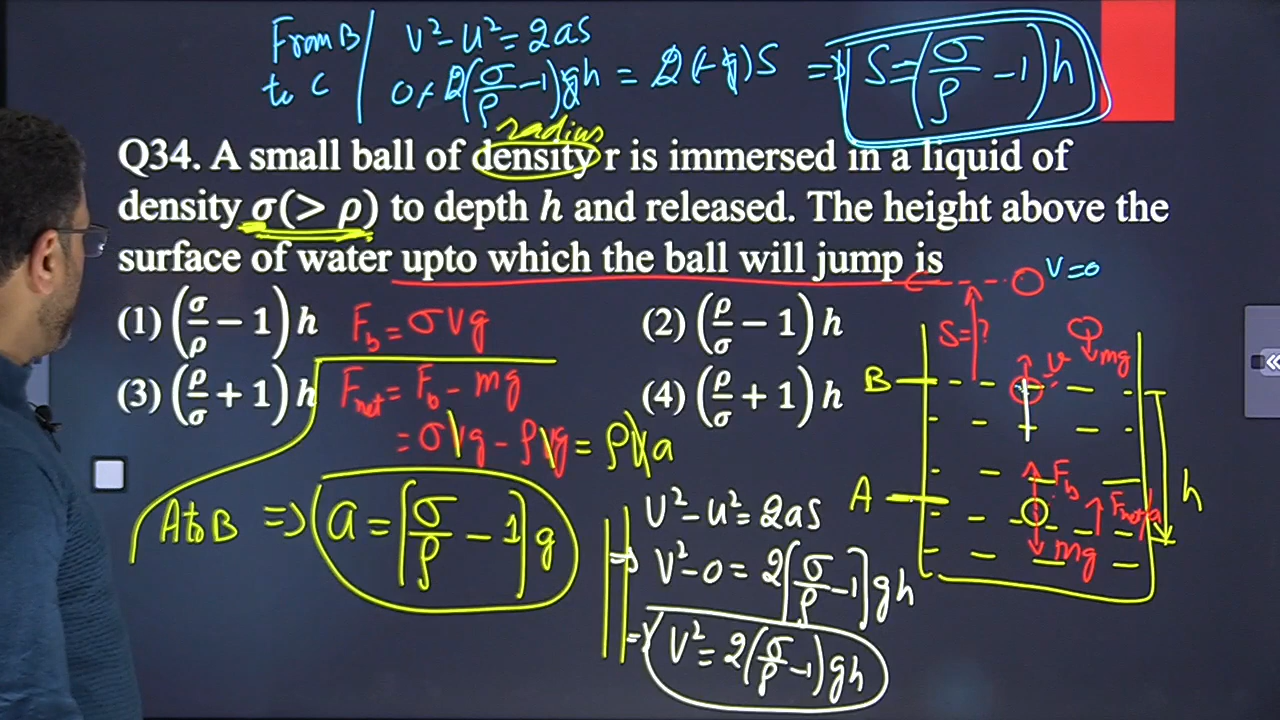 From B / V² - u² = 2as
to C / 0 - 2(σ/ρ - 1)gh = 2(-g)S ⇒ S = (σ/ρ - 1)h
radius
Q34. A small ball of density r is immersed in a liquid of
density σ(> ρ) to depth h and released. The height above the
surface of water upto which the ball will jump is
V=0
(1) (σ/ρ - 1) h
(2) (ρ/σ - 1) h
(3) (ρ/σ + 1) h
(4) (ρ/σ + 1) h
F_b = σVg
F_net = F_b - mg
= σVg - ρVg = ρVa
A to B ⇒ a = [σ/ρ - 1] g
V² - u² = 2as
⇒ V² - 0 = 2[σ/ρ - 1]gh
⇒ V² = 2(σ/ρ - 1)gh
S = ?
mg
B
v
A
F_b
F_net
a
h
mg